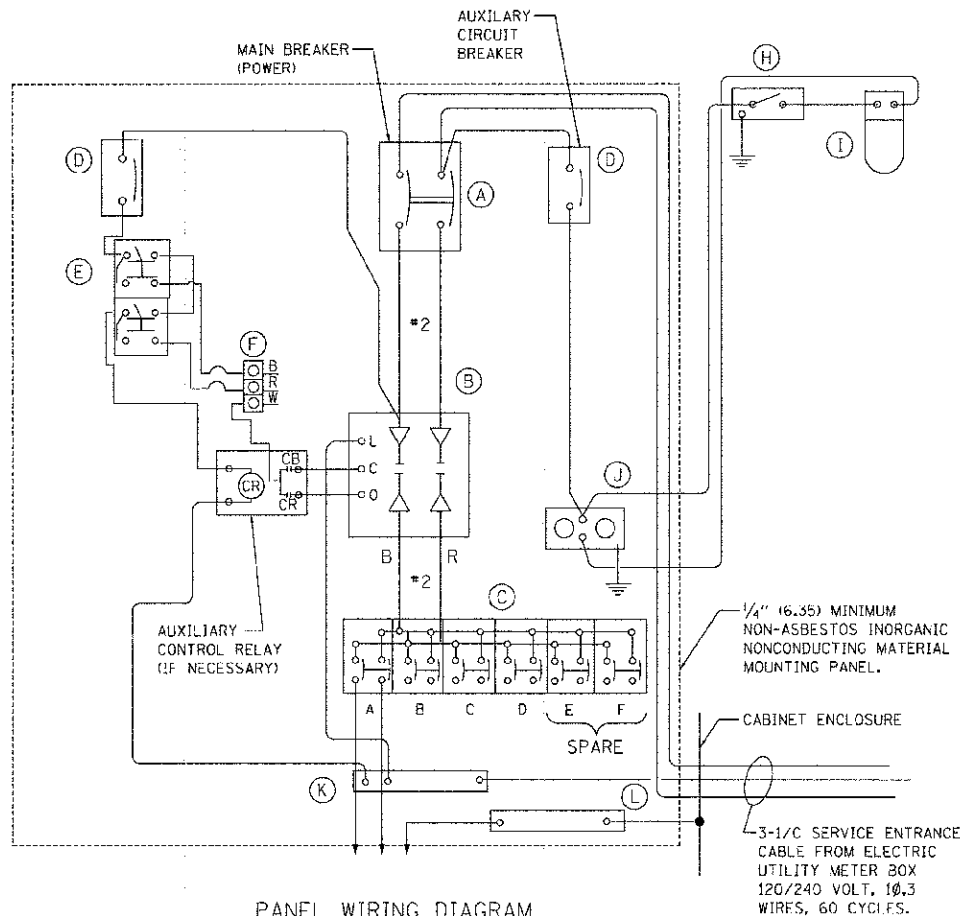 AUXILARY
CIRCUIT
BREAKER
MAIN BREAKER
(POWER)
H
D
A
D
I
E
#2
F
B
R
W
B
L
C
O
CB
CR
CR
J
B
R
#2
C
AUXILIARY
CONTROL RELAY
(IF NECESSARY)
1/4" (6.35) MINIMUM
NON-ASBESTOS INORGANIC
NONCONDUCTING MATERIAL
MOUNTING PANEL.
A
B
C
D
E
F
SPARE
CABINET ENCLOSURE
K
L
3-1/C SERVICE ENTRANCE
CABLE FROM ELECTRIC
UTILITY METER BOX
120/240 VOLT, 1Ø,3
WIRES, 60 CYCLES.
PANEL WIRING DIAGRAM